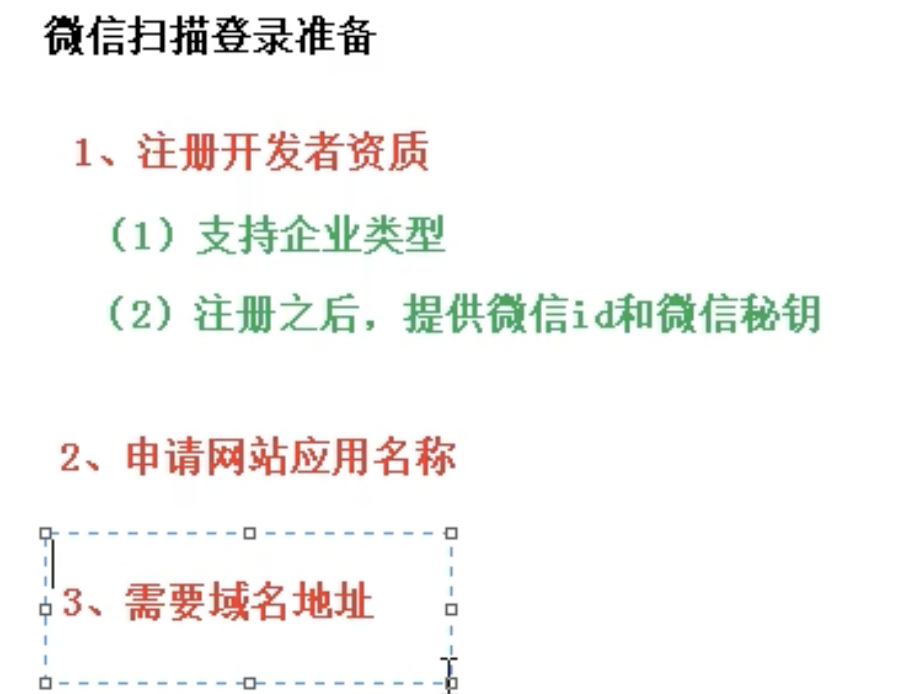 微信扫描登录准备
1、注册开发者资质
（1）支持企业类型
（2）注册之后，提供微信id和微信秘钥
2、申请网站应用名称
3、需要域名地址